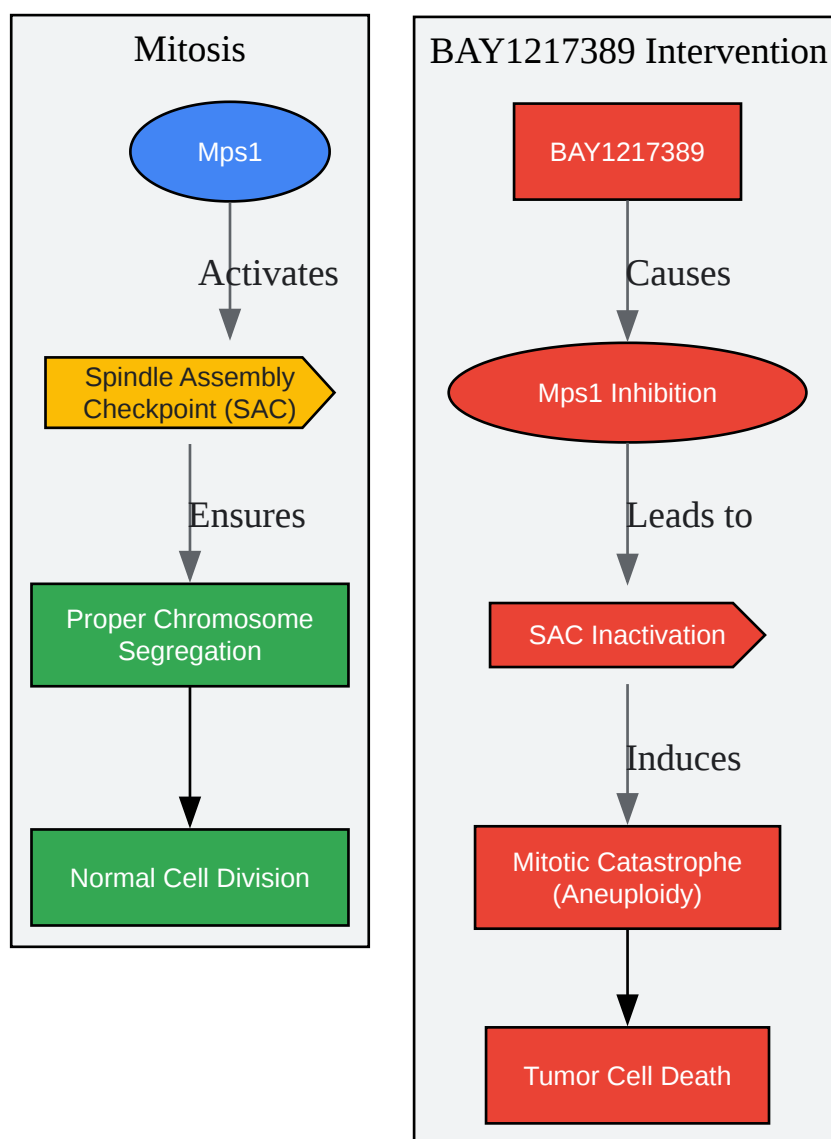 Mitosis
Mps1
Activates
Spindle Assembly
Checkpoint (SAC)
Ensures
Proper Chromosome
Segregation
Normal Cell Division
BAY1217389 Intervention
BAY1217389
Causes
Mps1 Inhibition
Leads to
SAC Inactivation
Induces
Mitotic Catastrophe
(Aneuploidy)
Tumor Cell Death